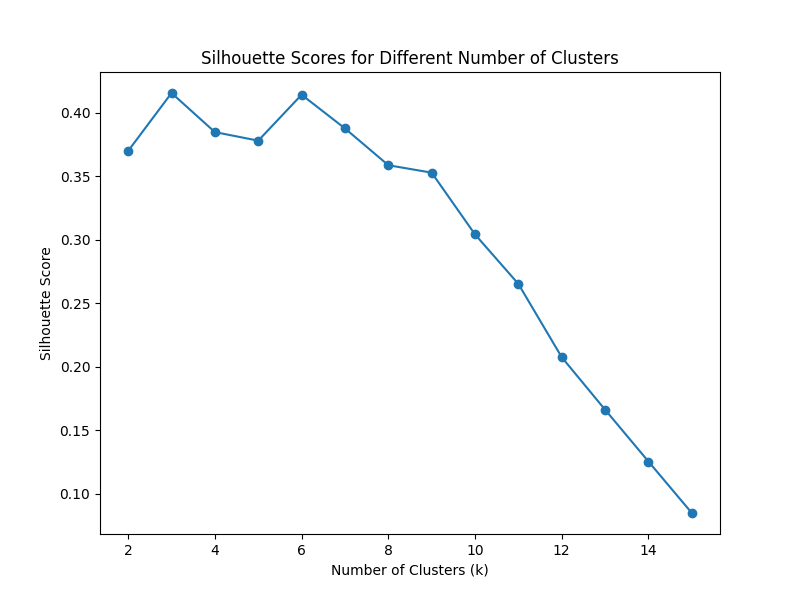 Silhouette Scores for Different Number of Clusters
0.40
0.35
0.30
0.25
0.20
0.15
0.10
Silhouette Score
2 4 6 8 10 12 14
Number of Clusters (k)